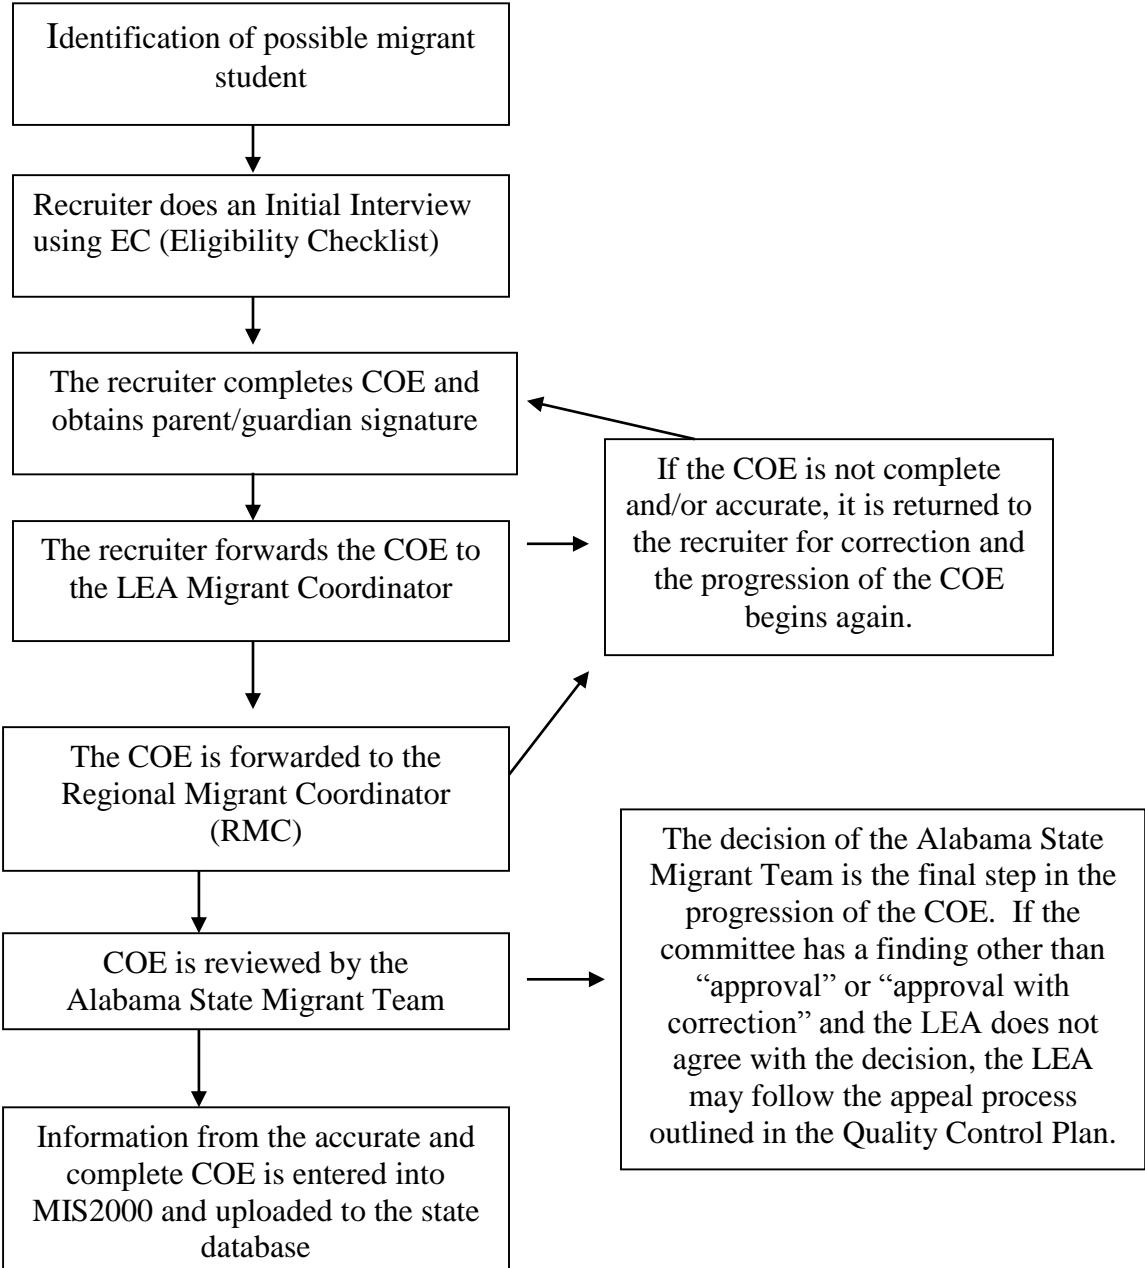 Identification of possible migrant
student
Recruiter does an Initial Interview
using EC (Eligibility Checklist)
The recruiter completes COE and
obtains parent/guardian signature
The recruiter forwards the COE to
the LEA Migrant Coordinator
If the COE is not complete
and/or accurate, it is returned to
the recruiter for correction and
the progression of the COE
begins again.
The COE is forwarded to the
Regional Migrant Coordinator
(RMC)
COE is reviewed by the
Alabama State Migrant Team
The decision of the Alabama State
Migrant Team is the final step in the
progression of the COE.  If the
committee has a finding other than
“approval” or “approval with
correction” and the LEA does not
agree with the decision, the LEA
may follow the appeal process
outlined in the Quality Control Plan.
Information from the accurate and
complete COE is entered into
MIS2000 and uploaded to the state
database